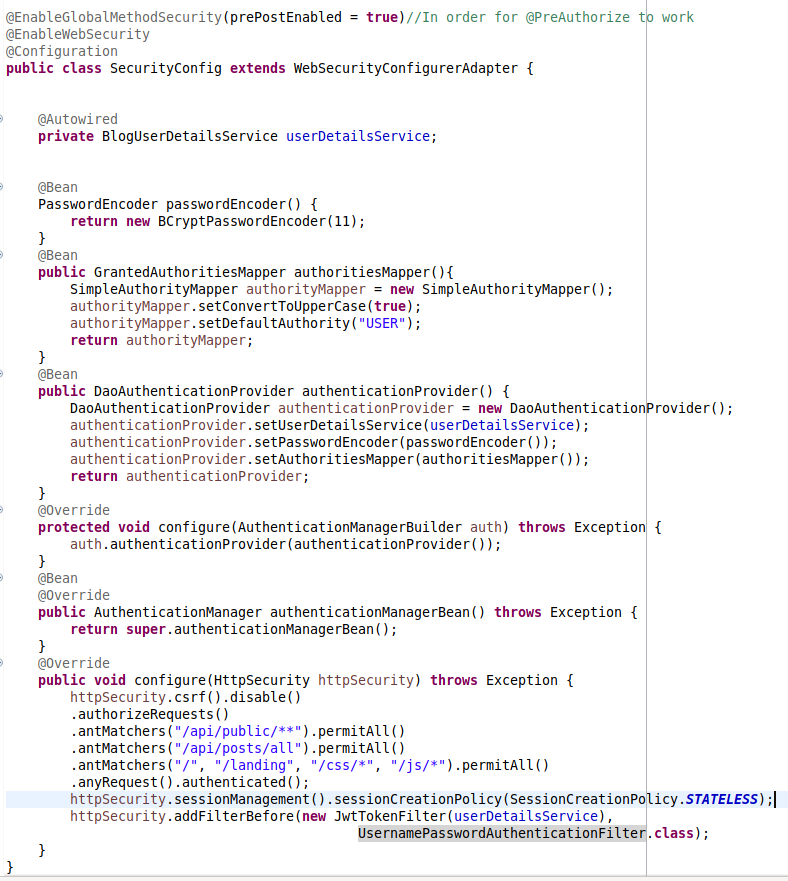 @EnableGlobalMethodSecurity(prePostEnabled = true)//In order for @PreAuthorize to work
@EnableWebSecurity
@Configuration
public class SecurityConfig extends WebSecurityConfigurerAdapter {
    @Autowired
    private BlogUserDetailsService userDetailsService;
    @Bean
    PasswordEncoder passwordEncoder() {
        return new BCryptPasswordEncoder(11);
    }
    @Bean
    public GrantedAuthoritiesMapper authoritiesMapper(){
        SimpleAuthorityMapper authorityMapper = new SimpleAuthorityMapper();
        authorityMapper.setConvertToUpperCase(true);
        authorityMapper.setDefaultAuthority("USER");
        return authorityMapper;
    }
    @Bean
    public DaoAuthenticationProvider authenticationProvider() {
        DaoAuthenticationProvider authenticationProvider = new DaoAuthenticationProvider();
        authenticationProvider.setUserDetailsService(userDetailsService);
        authenticationProvider.setPasswordEncoder(passwordEncoder());
        authenticationProvider.setAuthoritiesMapper(authoritiesMapper());
        return authenticationProvider;
    }
    @Override
    protected void configure(AuthenticationManagerBuilder auth) throws Exception {
        auth.authenticationProvider(authenticationProvider());
    }
    @Bean
    @Override
    public AuthenticationManager authenticationManagerBean() throws Exception {
        return super.authenticationManagerBean();
    }
    @Override
    public void configure(HttpSecurity httpSecurity) throws Exception {
        httpSecurity.csrf().disable()
        .authorizeRequests()
        .antMatchers("/api/public/**").permitAll()
        .antMatchers("/api/posts/all").permitAll()
        .antMatchers("/", "/landing", "/css/*", "/js/*").permitAll()
        .anyRequest().authenticated();
        httpSecurity.sessionManagement().sessionCreationPolicy(SessionCreationPolicy.STATELESS);
        httpSecurity.addFilterBefore(new JwtTokenFilter(userDetailsService),
                                            UsernamePasswordAuthenticationFilter.class);
    }
}